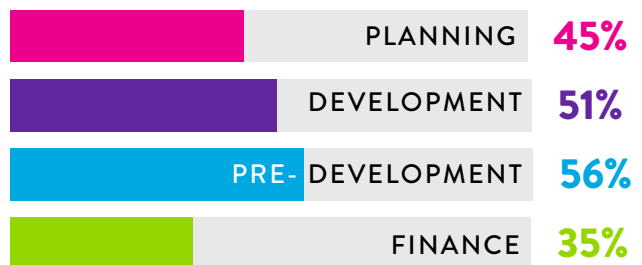 PLANNING 45%
DEVELOPMENT 51%
PRE-DEVELOPMENT 56%
FINANCE 35%